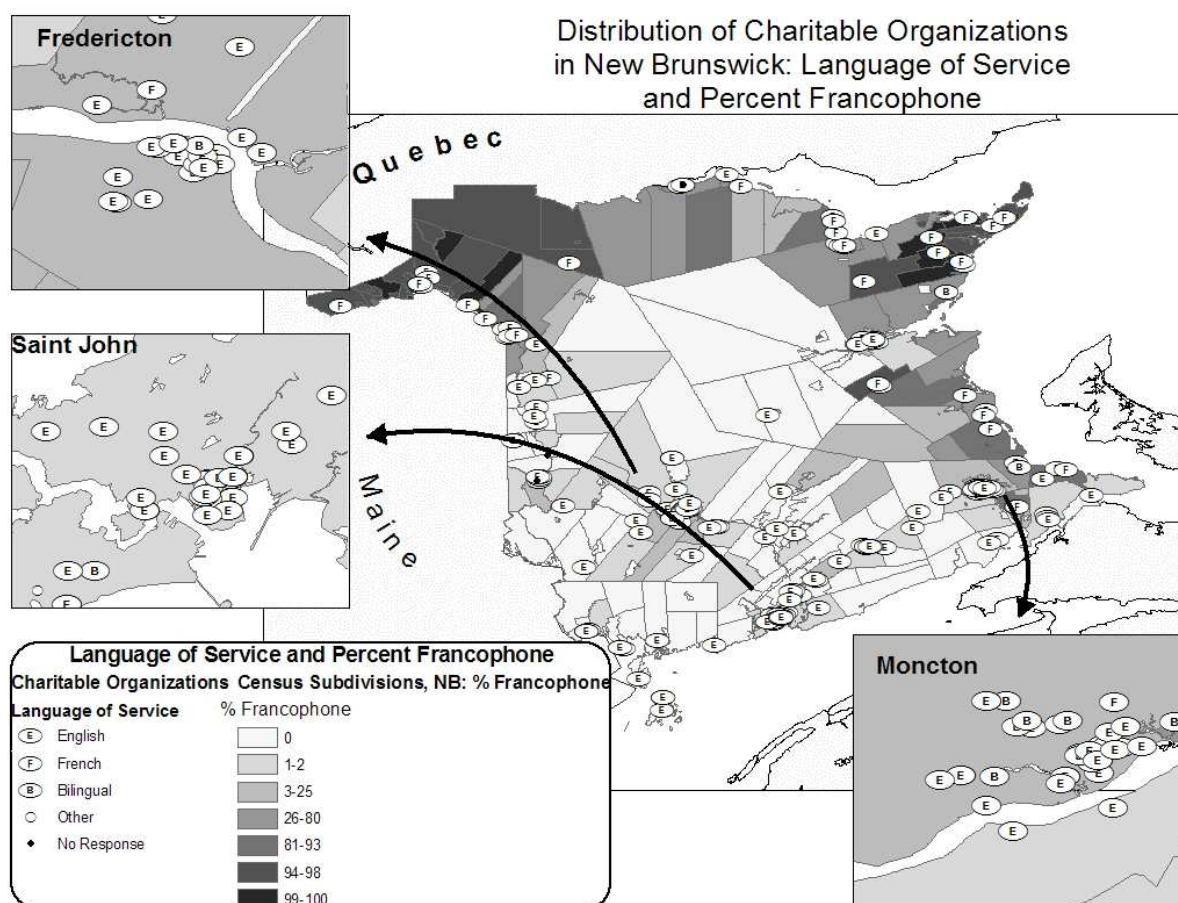 Distribution of Charitable Organizations
in New Brunswick: Language of Service
and Percent Francophone
Fredericton
Quebec
Saint John
Maine
Moncton
Language of Service and Percent Francophone
Charitable Organizations Census Subdivisions, NB: % Francophone
Language of Service % Francophone
E English 0
F French 1-2
B Bilingual 3-25
Other 26-80
No Response 81-93
94-98
99-100